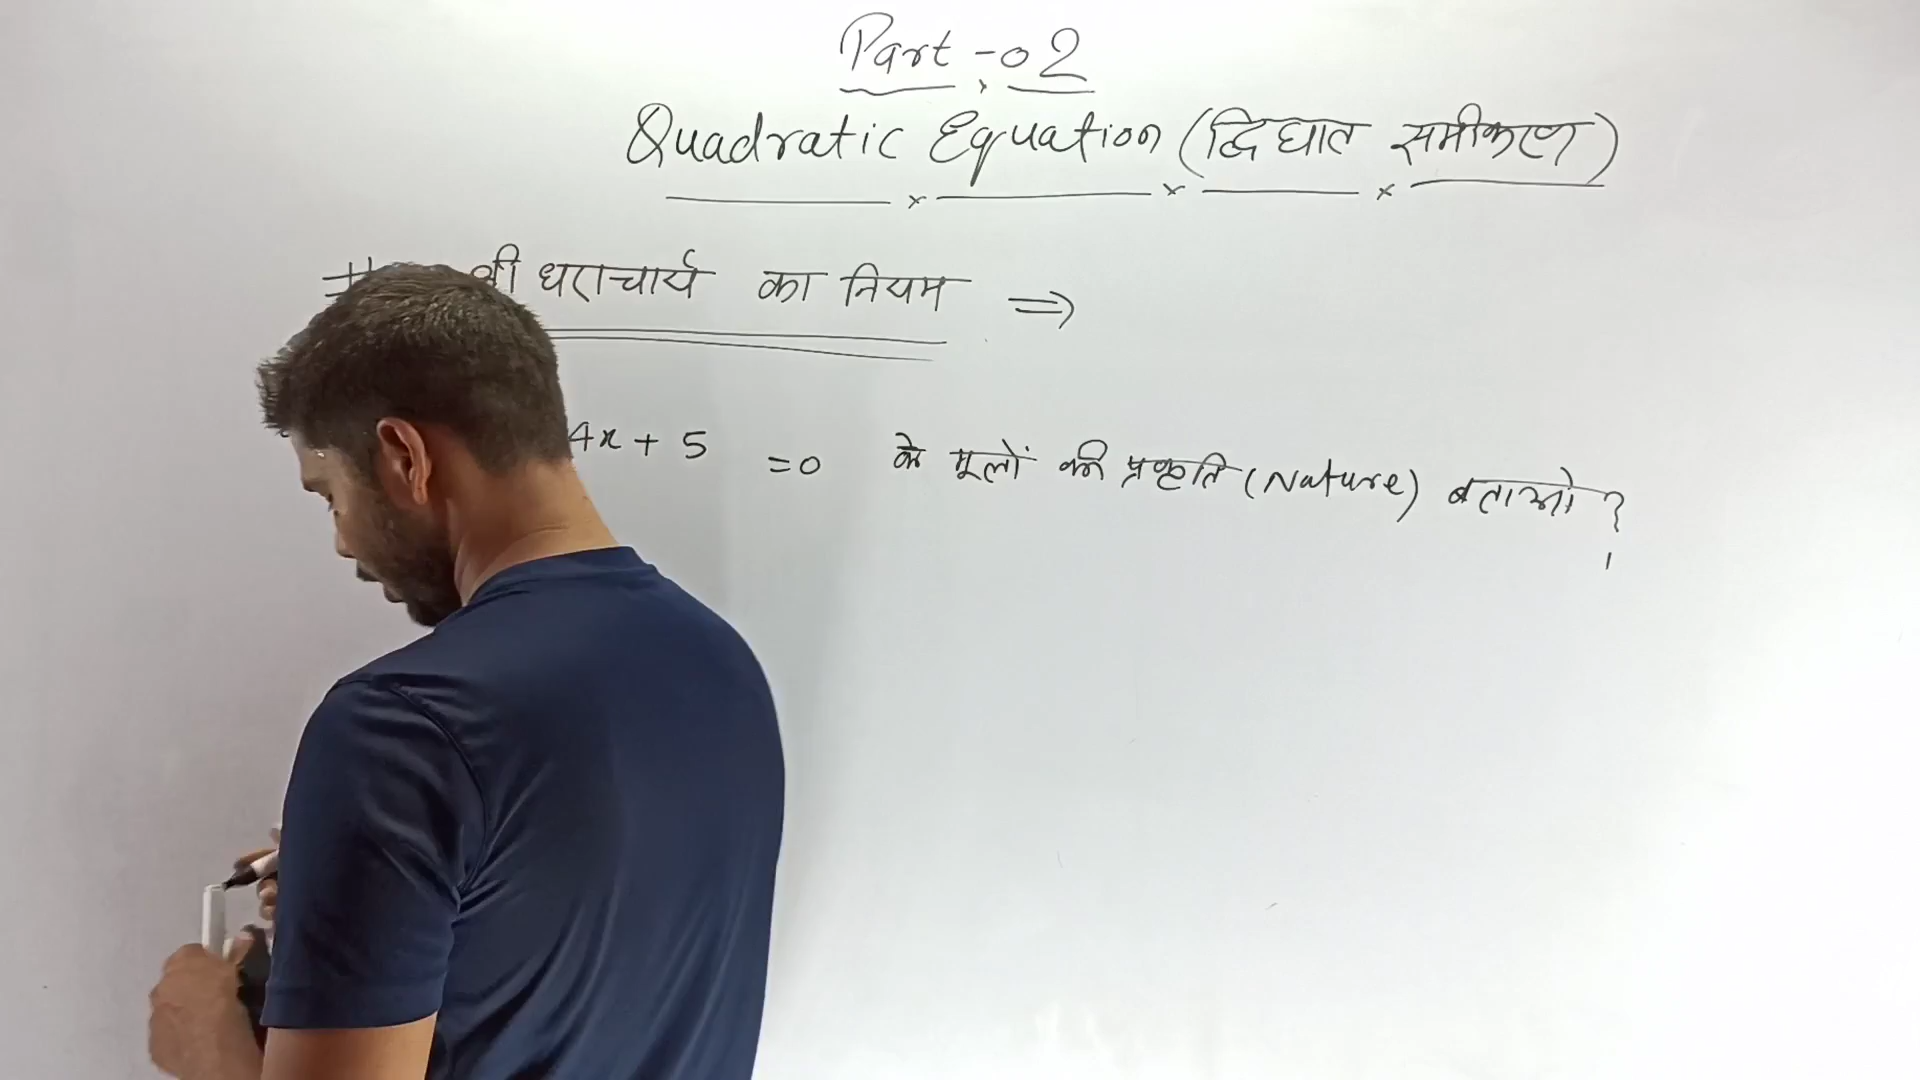 Part - 02
Quadratic Equation (द्विघात समीकरण)
# श्री धराचार्य का नियम ⇒
4x + 5 = 0 के मूलों की प्रकृति (Nature) बताओ ?